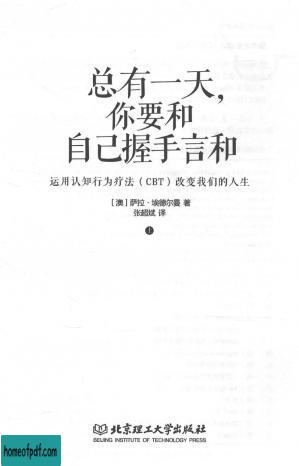 总有一天，
你要和
自己握手言和
运用认知行为疗法（CBT）改变我们的人生
［澳］萨拉·埃德尔曼 著
张超斌 译
上
北京理工大学出版社
BEIJING INSTITUTE OF TECHNOLOGY PRESS
homeofpdf.com